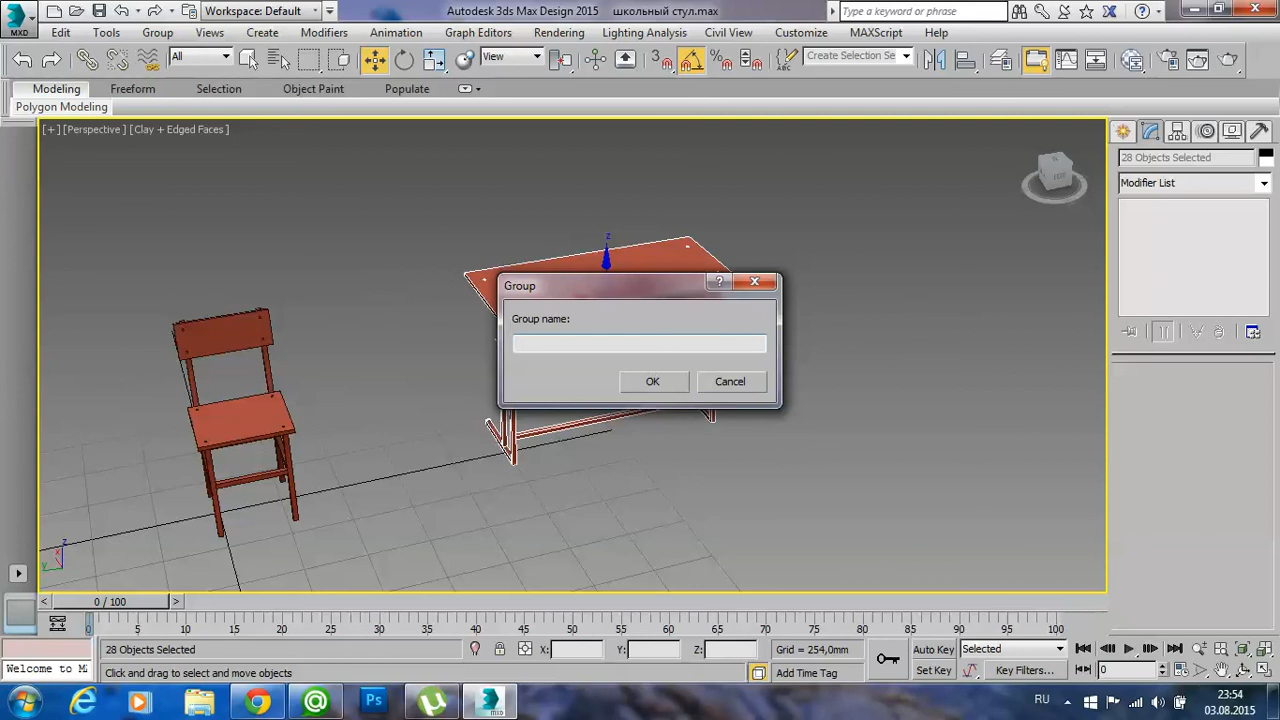 MXD
Workspace: Default
Autodesk 3ds Max Design 2015 школьный стул.max
Type a keyword or phrase
Edit Tools Group Views Create Modifiers Animation Graph Editors Rendering Lighting Analysis Civil View Customize MAXScript Help
All
View
3
%
Create Selection Se
Modeling Freeform Selection Object Paint Populate
Polygon Modeling
[+] [Perspective] [Clay + Edged Faces]
28 Objects Selected
Modifier List
z
Group
?
Group name:
OK Cancel
z
x
y
< 0 / 100 >
0 5 10 15 20 25 30 35 40 45 50 55 60 65 70 75 80 85 90 95 100
28 Objects Selected
X: Y: Z: Grid = 254,0mm
Auto Key Selected
Welcome to M
Click and drag to select and move objects
Add Time Tag
Set Key Key Filters... 0
Ps
MXD
RU
23:54
03.08.2015